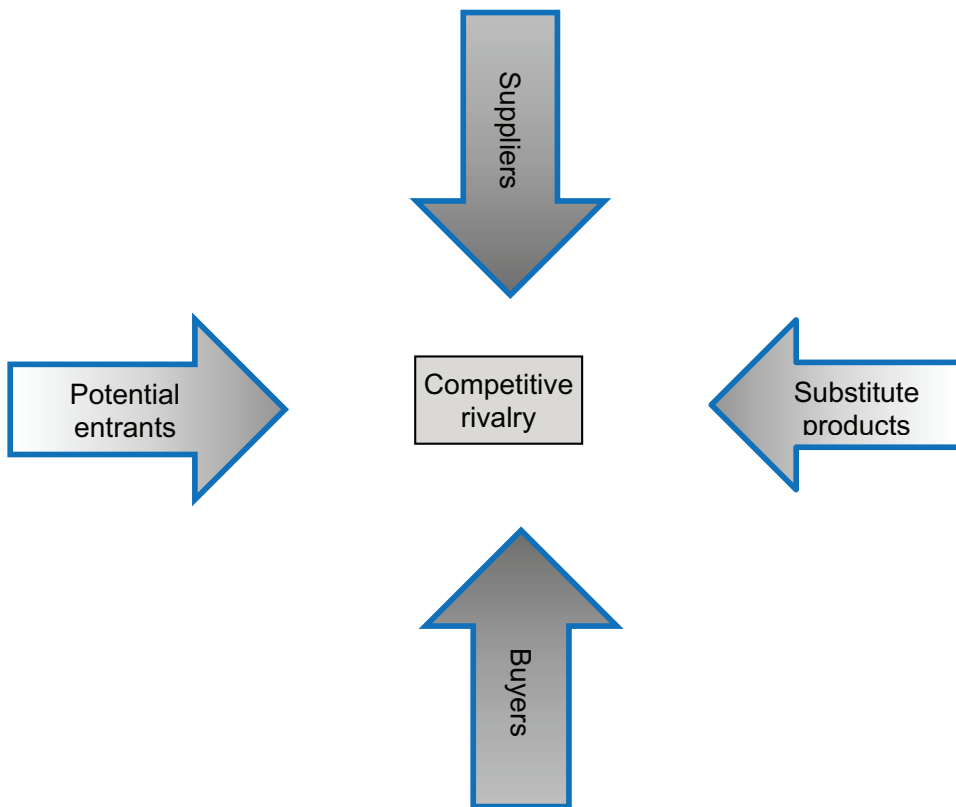 Suppliers
Potential
entrants
Competitive
rivalry
Substitute
products
Buyers